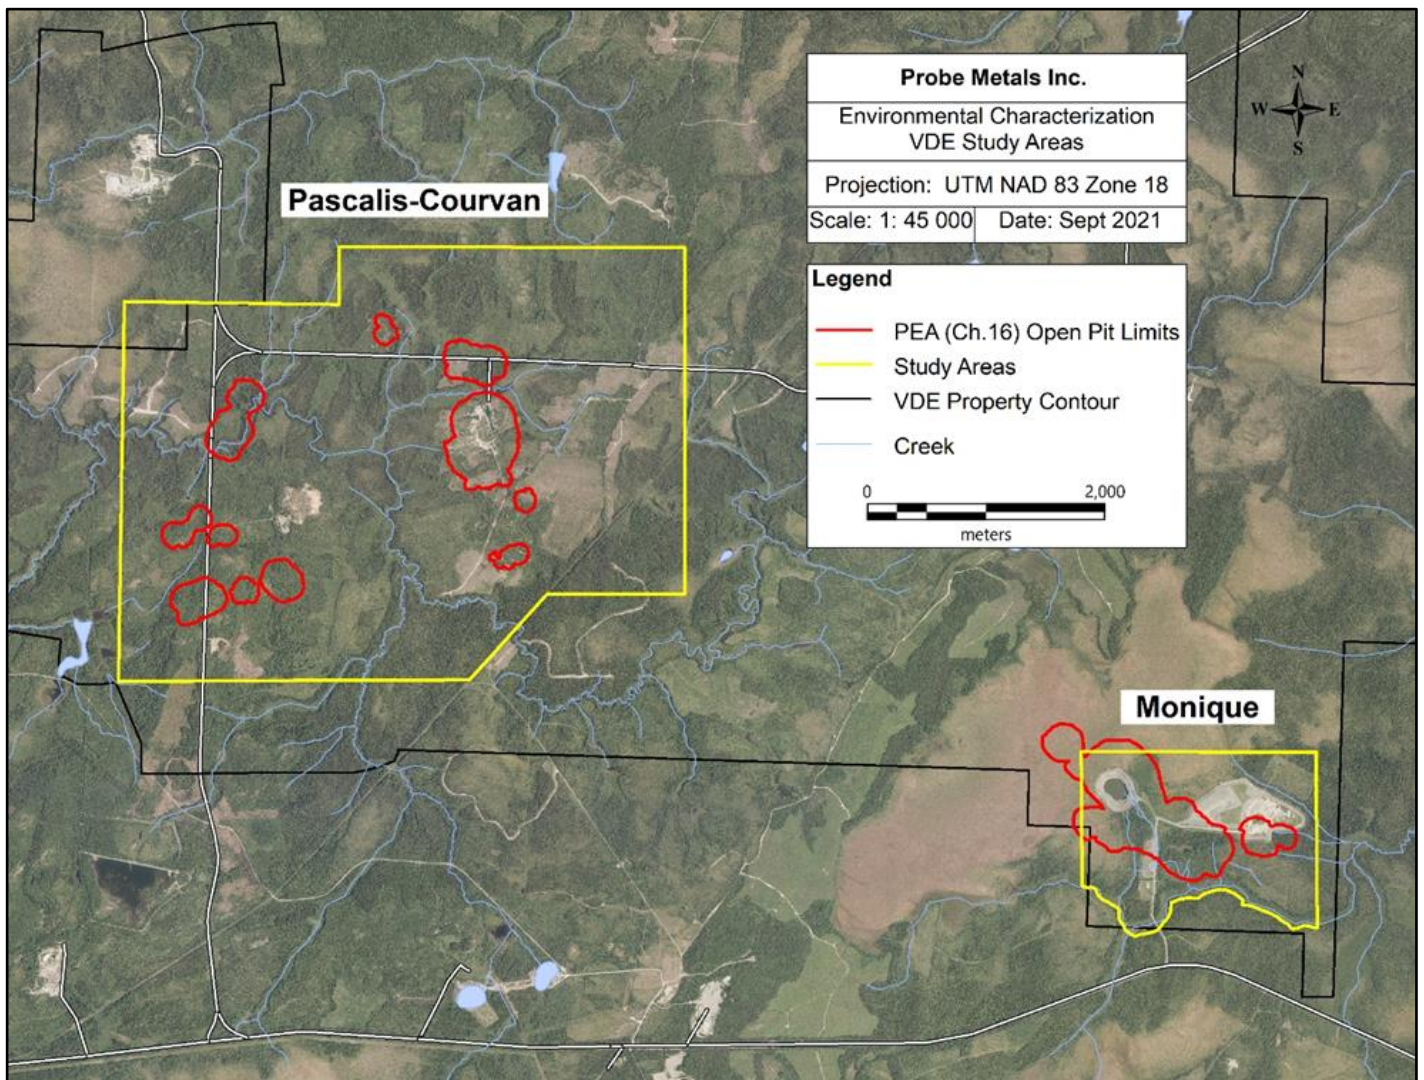 Probe Metals Inc.
Environmental Characterization
VDE Study Areas
Projection: UTM NAD 83 Zone 18
Scale: 1: 45 000
Date: Sept 2021
N
W
E
S
Pascalis-Courvan
Legend
PEA (Ch.16) Open Pit Limits
Study Areas
VDE Property Contour
Creek
0
2,000
meters
Monique